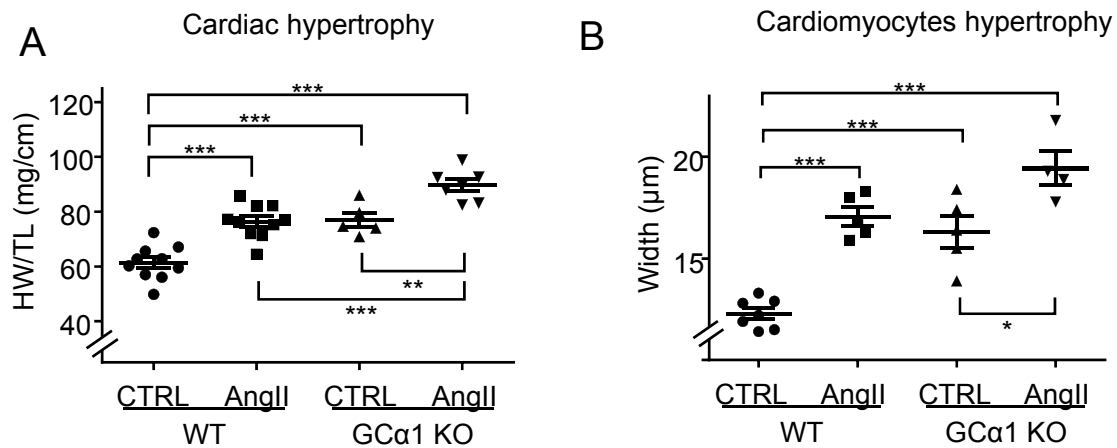 A
Cardiac hypertrophy
HW/TL (mg/cm)
120
100
80
60
40
***
***
***
**
***
CTRL AngII CTRL AngII
WT GCα1 KO
B
Cardiomyocytes hypertrophy
Width (µm)
20
15
***
***
***
*
CTRL AngII CTRL AngII
WT GCα1 KO